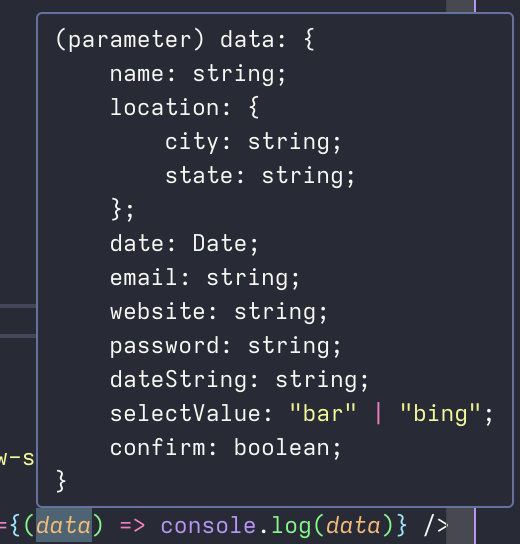 (parameter) data: {
    name: string;
    location: {
        city: string;
        state: string;
    };
    date: Date;
    email: string;
    website: string;
    password: string;
    dateString: string;
    selectValue: "bar" | "bing";
    confirm: boolean;
}
w-s
={(data) => console.log(data)} />